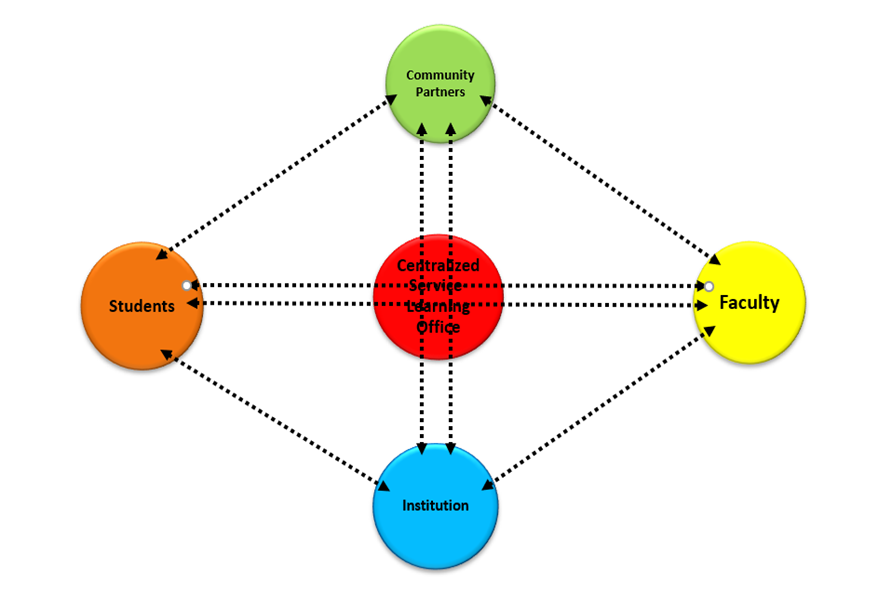 Community
Partners
Centralized
Service
Learning
Office
Students
Faculty
Institution